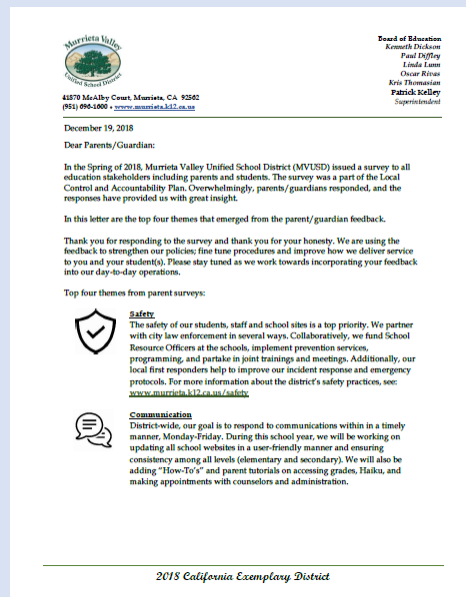 Murrieta Valley
Unified School District
Board of Education
Kenneth Dickson
Paul Diffley
Linda Lunn
Oscar Rivas
Kris Thomasian
Patrick Kelley
Superintendent
41870 McAlby Court, Murrieta, CA 92562
(951) 696-1600 • www.murrieta.k12.ca.us
December 19, 2018
Dear Parents/Guardian:
In the Spring of 2018, Murrieta Valley Unified School District (MVUSD) issued a survey to all
education stakeholders including parents and students. The survey was a part of the Local
Control and Accountability Plan. Overwhelmingly, parents/guardians responded, and the
responses have provided us with great insight.
In this letter are the top four themes that emerged from the parent/guardian feedback.
Thank you for responding to the survey and thank you for your honesty. We are using the
feedback to strengthen our policies; fine tune procedures and improve how we deliver service
to you and your student(s). Please stay tuned as we work towards incorporating your feedback
into our day-to-day operations.
Top four themes from parent surveys:
Safety
The safety of our students, staff and school sites is a top priority. We partner
with city law enforcement in several ways. Collaboratively, we fund School
Resource Officers at the schools, implement prevention services,
programming, and partake in joint trainings and meetings. Additionally, our
local first responders help to improve our incident response and emergency
protocols. For more information about the district's safety practices, see:
www.murrieta.k12.ca.us/safety
Communication
District-wide, our goal is to respond to communications within in a timely
manner, Monday-Friday. During this school year, we will be working on
updating all school websites in a user-friendly manner and ensuring
consistency among all levels (elementary and secondary). We will also be
adding "How-To's" and parent tutorials on accessing grades, Haiku, and
making appointments with counselors and administration.
2018 California Exemplary District